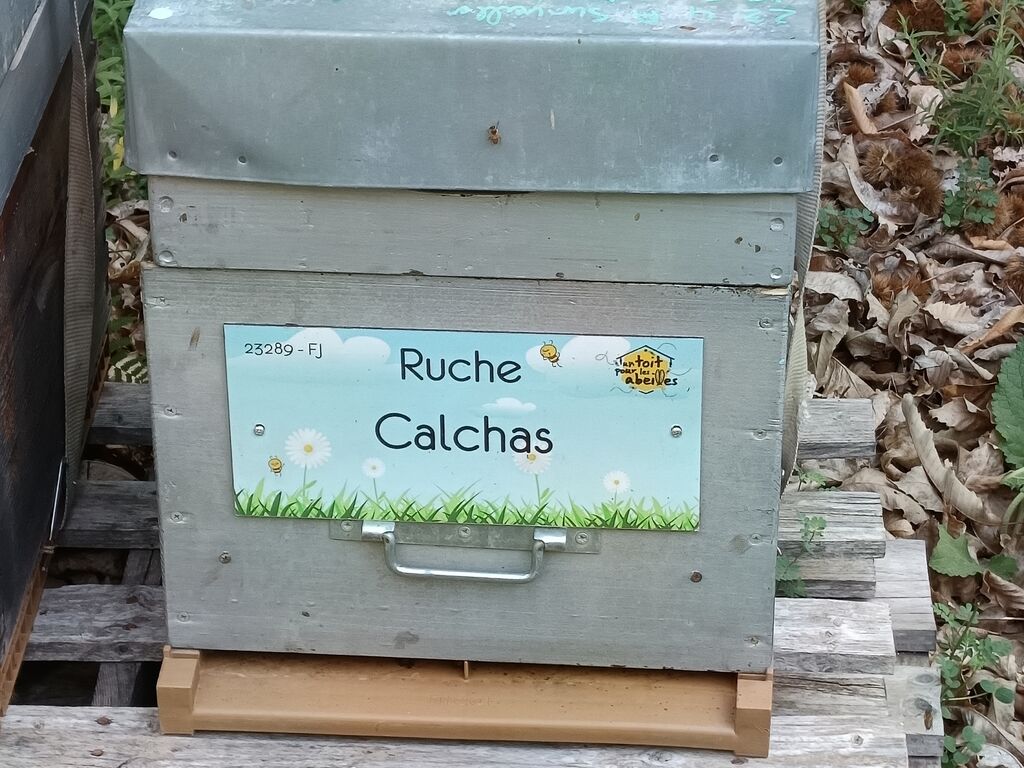 23289 - FJ
Ruche
Calchas
un toit
pour les
abeilles